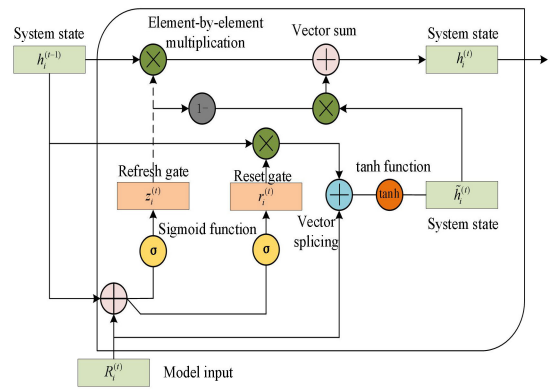 Element-by-element
multiplication
System state
Vector sum
System state
h_i^{(t-1)}
h_i^{(t)}
1-
Refresh gate
Reset gate
tanh function
z_i^{(t)}
r_i^{(t)}
tanh
h̃_i^{(t)}
Sigmoid function
Vector
splicing
System state
σ
σ
R_i^{(t)}
Model input